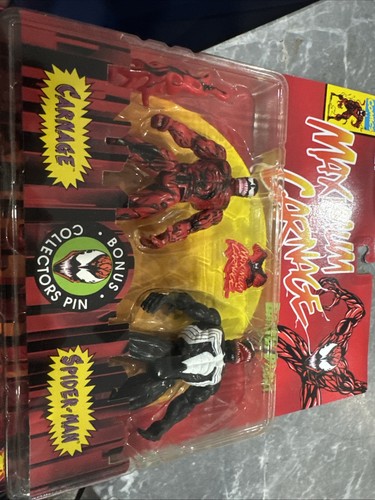 MAXIMUM
CARNAGE
CARNAGE
BONUS
COLLECTORS PIN
SPIDER-MAN